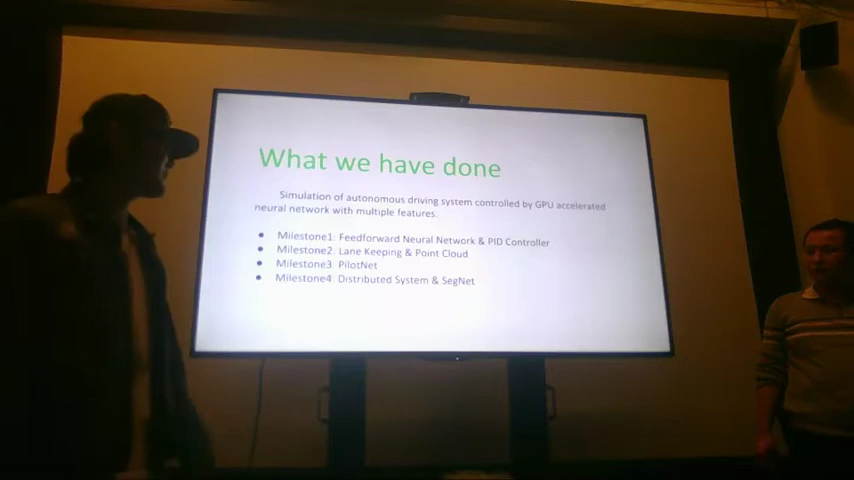 What we have done
Simulation of autonomous driving system controlled by GPU accelerated
neural network with multiple features.
● Milestone1: Feedforward Neural Network & PID Controller
● Milestone2: Lane Keeping & Point Cloud
● Milestone3: PilotNet
● Milestone4: Distributed System & SegNet